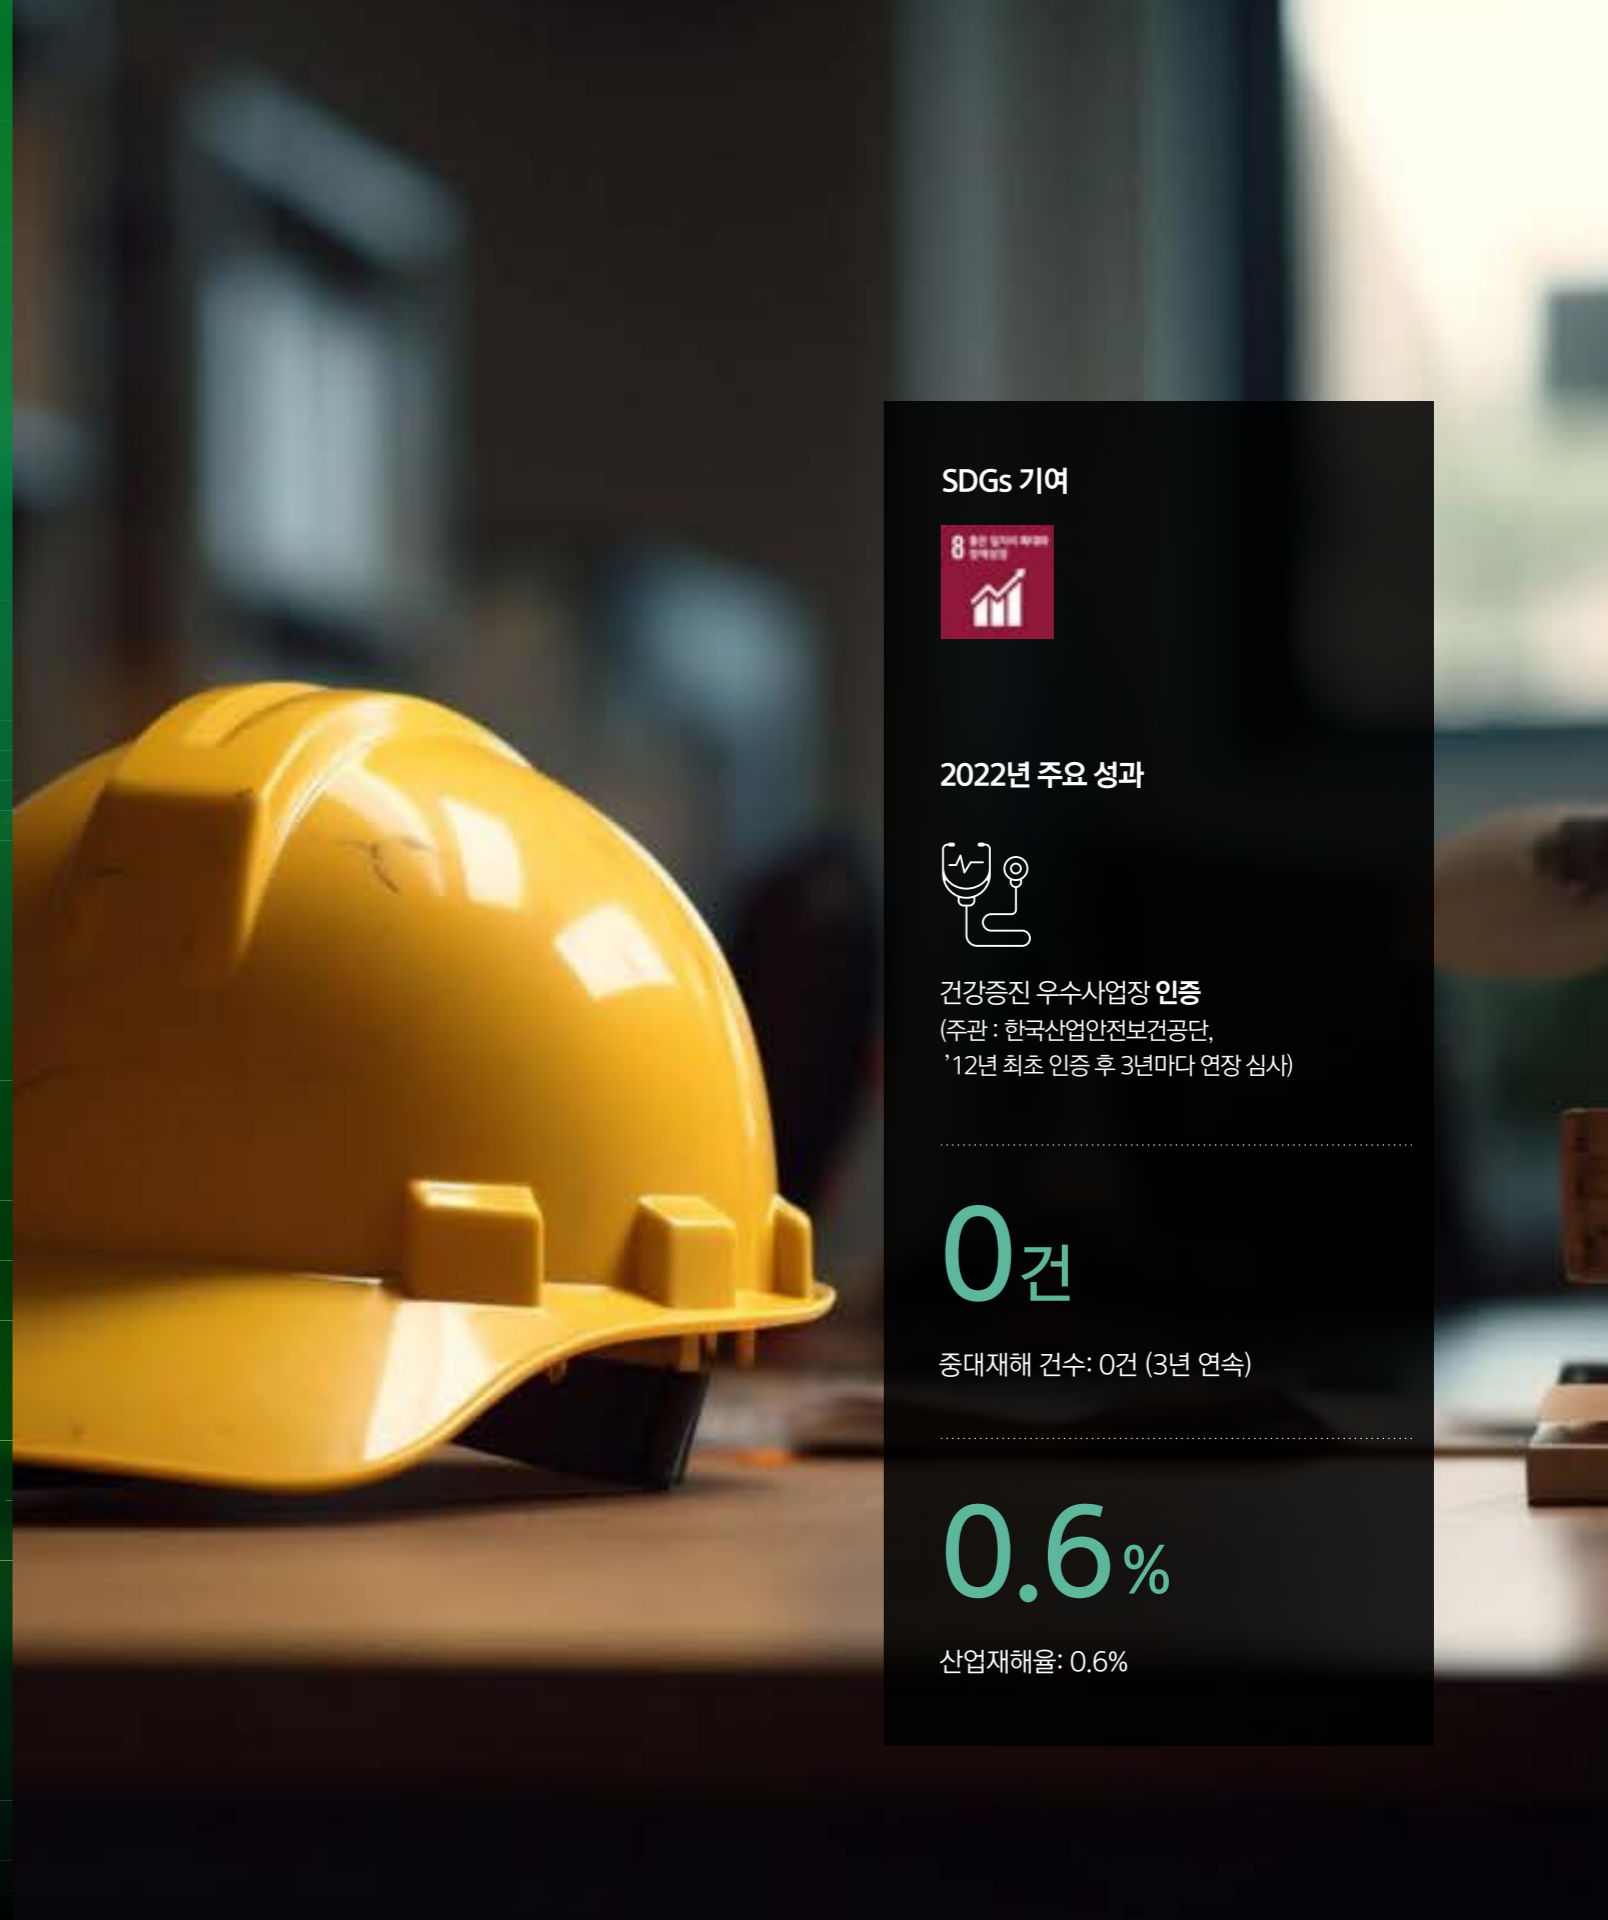 SDGs 기여
8
2022년 주요 성과
건강증진 우수사업장 인증
(주관 : 한국산업안전보건공단,
’12년 최초 인증 후 3년마다 연장 심사)
0건
중대재해 건수: 0건 (3년 연속)
0.6%
산업재해율: 0.6%